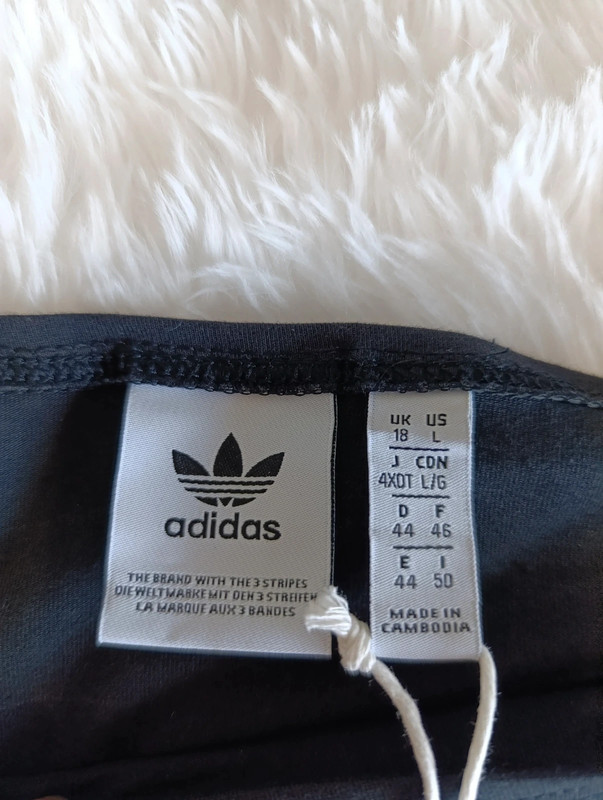 adidas
THE BRAND WITH THE 3 STRIPES
DIE WELTMARKE MIT DEN 3 STREIFEN
LA MARQUE AUX 3 BANDES
UK US
18 L
J CDN
4XOT L/G
D F
44 46
E I
44 50
MADE IN
CAMBODIA